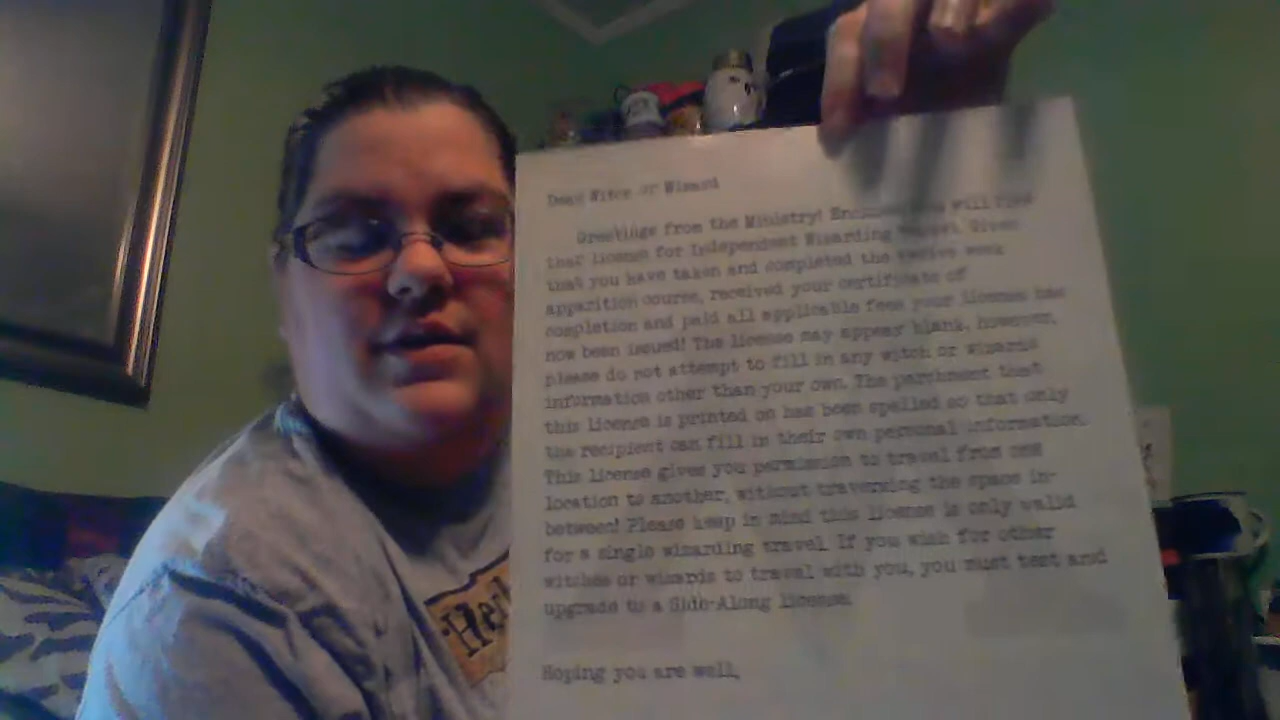 Dear Witch or Wizard
Greetings from the Ministry! you will find
that license for Independent Wizarding Travel. Given
that you have taken and completed the twelve week
apparition course, received your certificate of
completion and paid all applicable fees your license has
now been issued! The license may appear blank, however,
please do not attempt to fill in any witch or wizards
information other than your own. The parchment that
this license is printed on has been spelled so that only
the recipient can fill in their own personal information.
This license gives you permission to travel from one
location to another, without traversing the space in-
between! Please keep in mind this license is only valid
for a single wizarding travel. If you wish for other
witches or wizards to travel with you, you must test and
upgrade to a Side-Along license.
Hoping you are well,